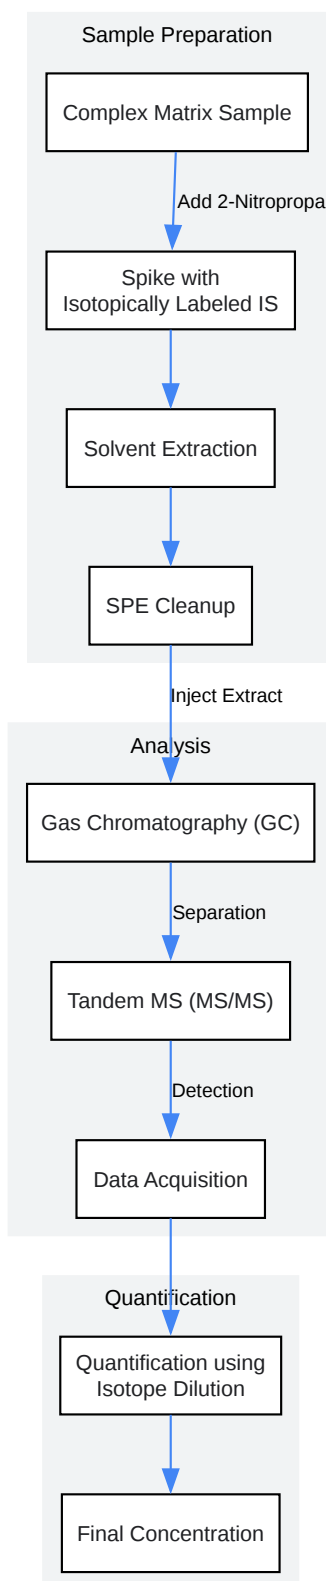 Sample Preparation
Complex Matrix Sample
Add 2-Nitropropa
Spike with
Isotopically Labeled IS
Solvent Extraction
SPE Cleanup
Inject Extract
Analysis
Gas Chromatography (GC)
Separation
Tandem MS (MS/MS)
Detection
Data Acquisition
Quantification
Quantification using
Isotope Dilution
Final Concentration